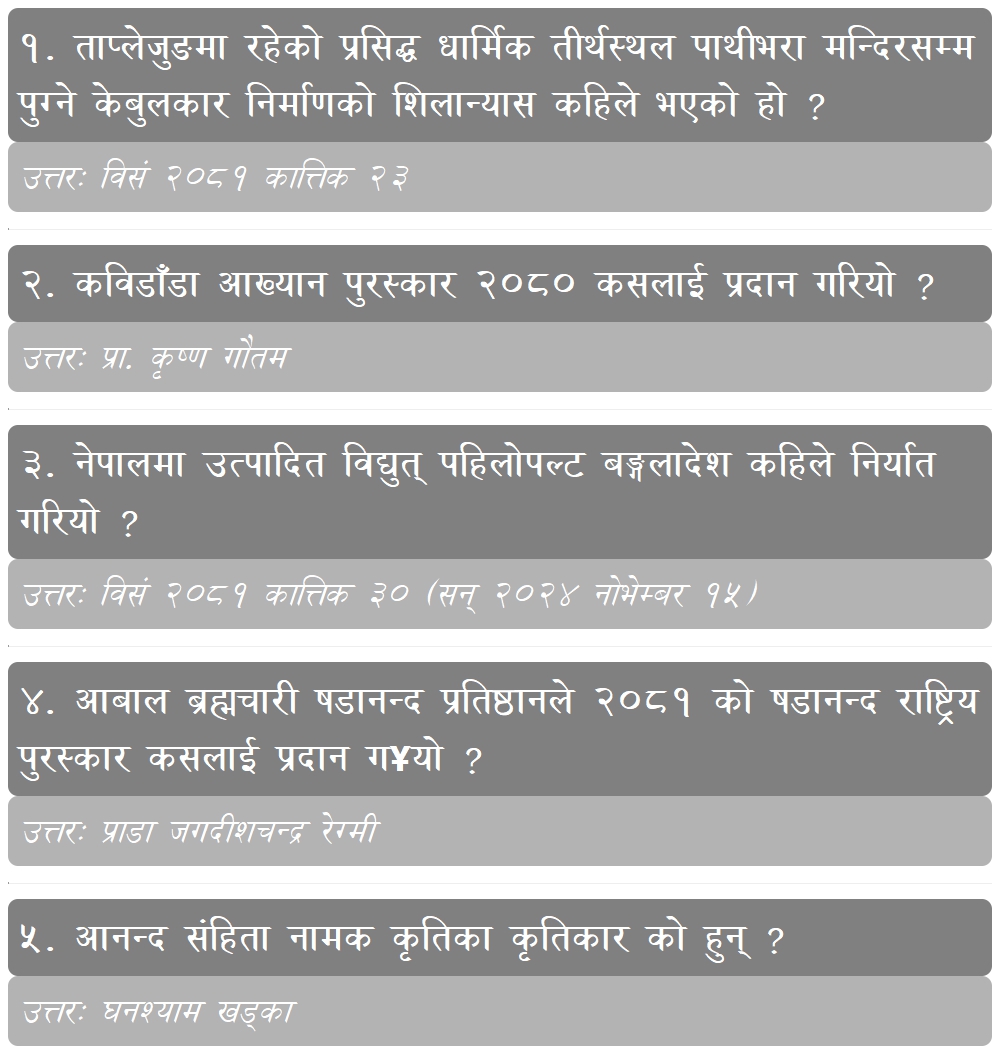 १. ताप्लेजुङमा रहेको प्रसिद्ध धार्मिक तीर्थस्थल पाथीभरा मन्दिरसम्म
पुग्ने केबुलकार निर्माणको शिलान्यास कहिले भएको हो ?
उत्तरः विसं २०८१ कात्तिक २३
२. कविडाँडा आख्यान पुरस्कार २०८० कसलाई प्रदान गरियो ?
उत्तरः प्रा. कृष्ण गौतम
३. नेपालमा उत्पादित विद्युत् पहिलोपल्ट बङ्गलादेश कहिले निर्यात
गरियो ?
उत्तरः विसं २०८१ कात्तिक ३० (सन् २०२४ नोभेम्बर १५)
४. आबाल ब्रह्मचारी षडानन्द प्रतिष्ठानले २०८१ को षडानन्द राष्ट्रिय
पुरस्कार कसलाई प्रदान ग¥यो ?
उत्तरः प्राडा जगदीशचन्द्र रेग्मी
५. आनन्द संहिता नामक कृतिका कृतिकार को हुन् ?
उत्तरः घनश्याम खड्का